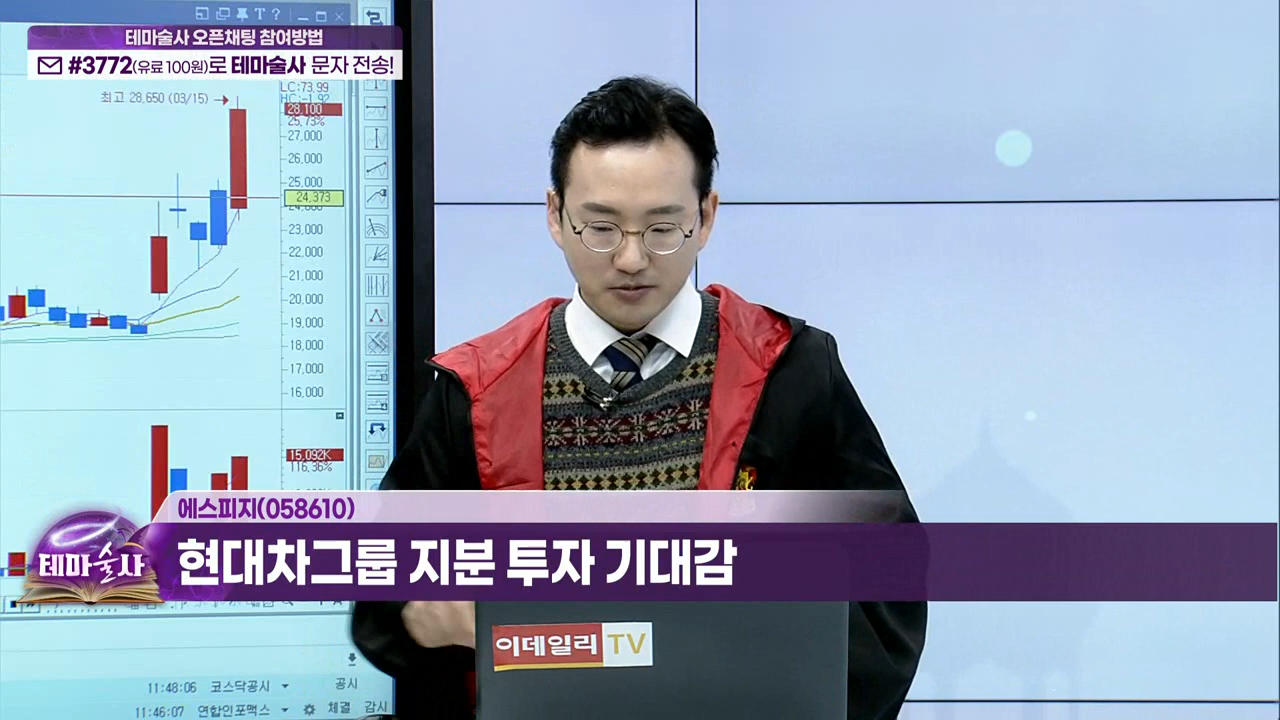 테마술사 오픈채팅 참여방법
#3772(유료 100원)로 테마술사 문자 전송!
LC:73.99
HC:-1.92
최고 28,650 (03/15)
28,100
25.73%
27,000
26,000
25,000
24,373
23,000
22,000
21,000
20,000
19,000
18,000
17,000
16,000
15,092K
116.36%
에스피지(058610)
테마술사
현대차그룹 지분 투자 기대감
이데일리 TV
11:48:06 코스닥공시 공시
11:46:07 연합인포맥스 체결 감시